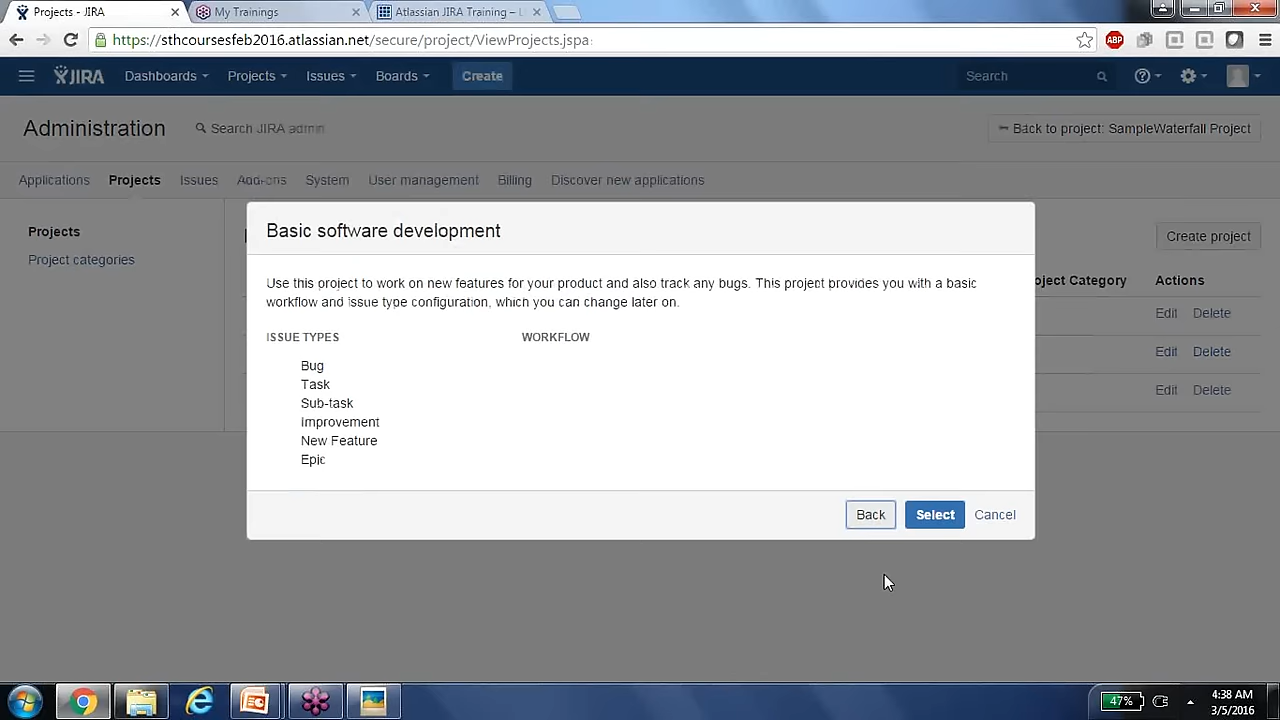 Projects - JIRA
My Trainings
Atlassian JIRA Training – L
https://sthcoursesfeb2016.atlassian.net/secure/project/ViewProjects.jspa
ABP
JIRA Dashboards Projects Issues Boards Create Search
Administration
Search JIRA admin
Back to project: SampleWaterfall Project
Applications Projects Issues Add-ons System User management Billing Discover new applications
Projects
Project categories
Create project
oject Category Actions
Edit Delete
Edit Delete
Edit Delete
Basic software development
Use this project to work on new features for your product and also track any bugs. This project provides you with a basic
workflow and issue type configuration, which you can change later on.
ISSUE TYPES WORKFLOW
Bug
Task
Sub-task
Improvement
New Feature
Epic
Back Select Cancel
47%
4:38 AM
3/5/2016